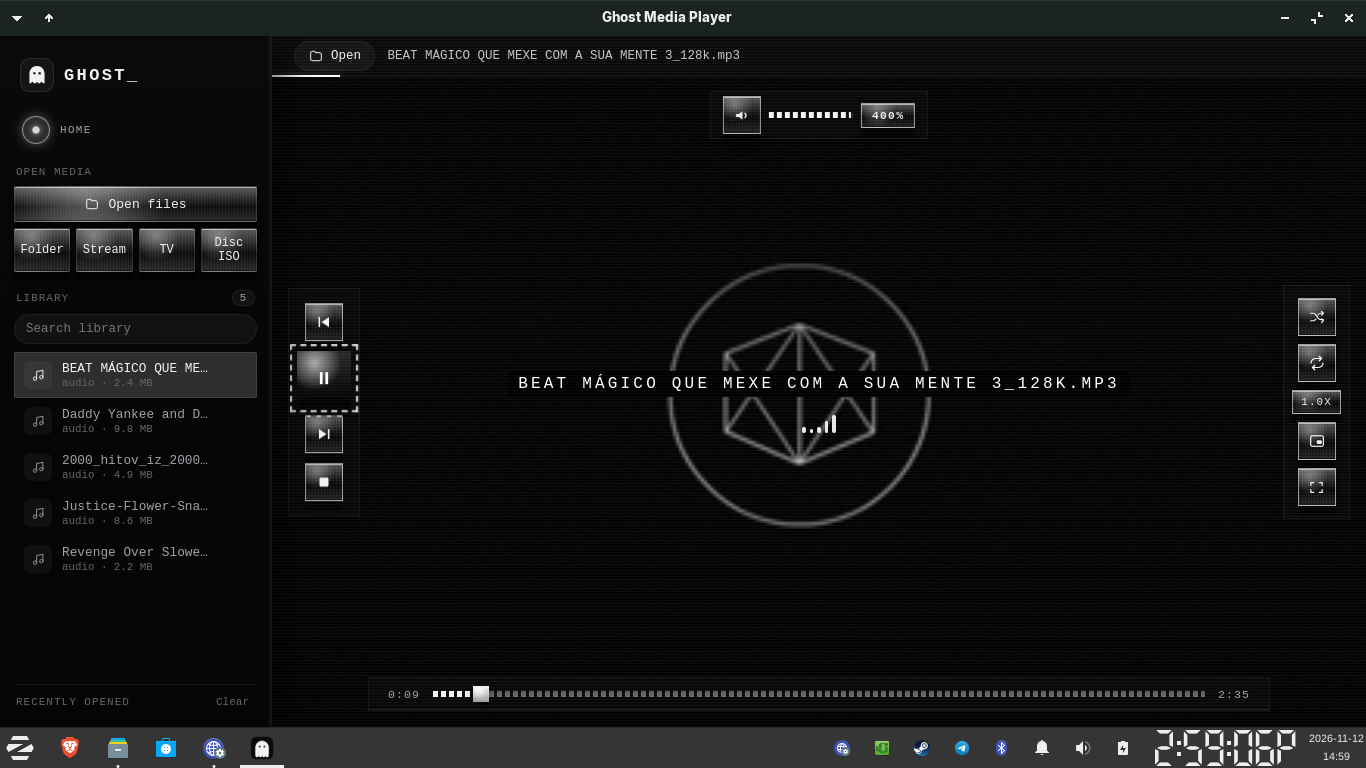 Ghost Media Player
GHOST_
HOME
OPEN MEDIA
Open files
Folder
Stream
TV
Disc
ISO
LIBRARY
5
Search library
BEAT MÁGICO QUE ME…
audio · 2.4 MB
Daddy Yankee and D…
audio · 9.8 MB
2000_hitov_iz_2000…
audio · 4.9 MB
Justice-Flower-Sna…
audio · 8.6 MB
Revenge Over Slowe…
audio · 2.2 MB
RECENTLY OPENED
Clear
Open
BEAT MÁGICO QUE MEXE COM A SUA MENTE 3_128k.mp3
400%
BEAT MÁGICO QUE MEXE COM A SUA MENTE 3_128K.MP3
1.0X
0:09
2:35
2:59:06P
2026-11-12
14:59